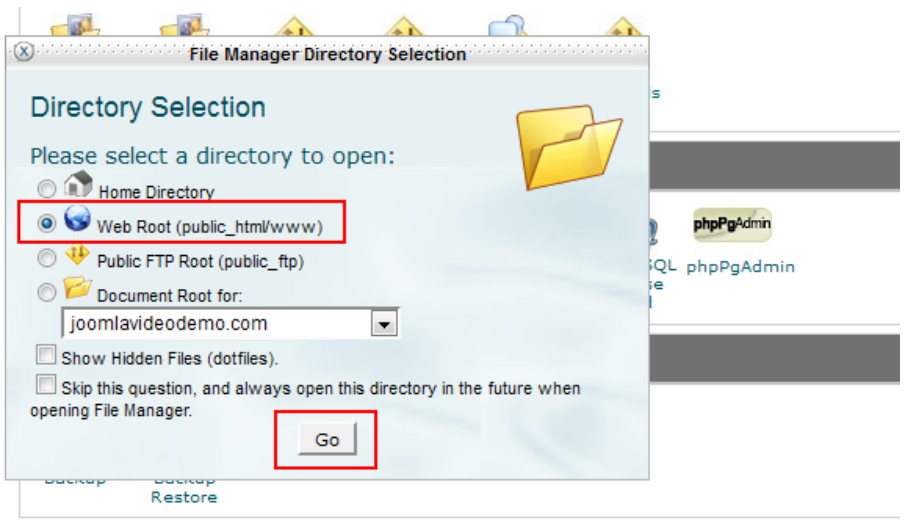 File Manager Directory Selection
Directory Selection
Please select a directory to open:
Home Directory
Web Root (public_html/www)
Public FTP Root (public_ftp)
Document Root for:
joomlavideodemo.com
Show Hidden Files (dotfiles).
Skip this question, and always open this directory in the future when
opening File Manager.
Go
phpPgAdmin
phpPgAdmin
Backup
Backup
Restore